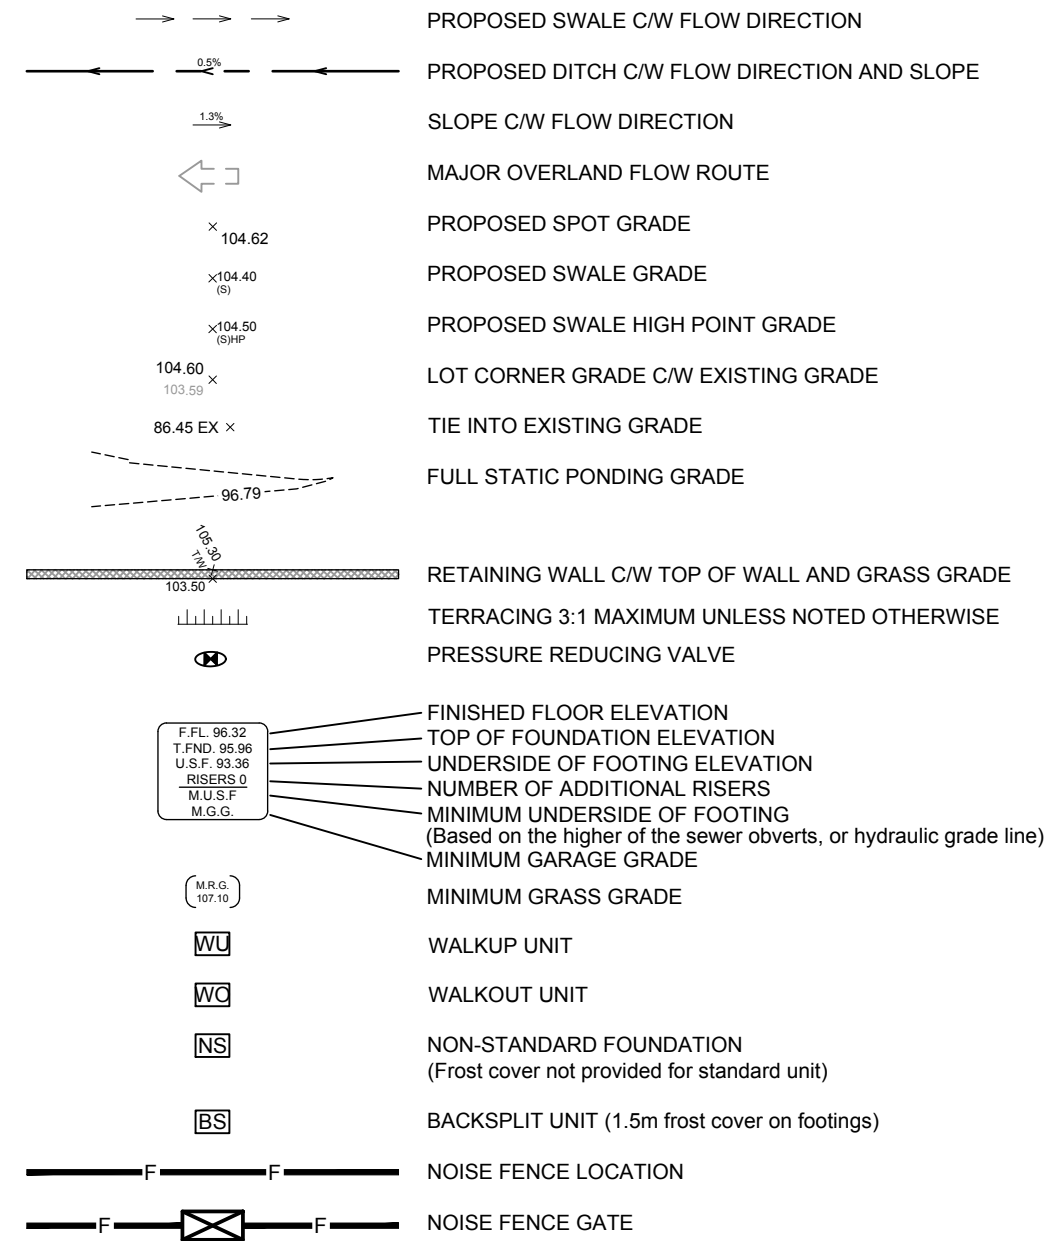 PROPOSED SWALE C/W FLOW DIRECTION
0.5%
PROPOSED DITCH C/W FLOW DIRECTION AND SLOPE
1.3%
SLOPE C/W FLOW DIRECTION
MAJOR OVERLAND FLOW ROUTE
104.62
PROPOSED SPOT GRADE
104.40
(S)
PROPOSED SWALE GRADE
104.50
(S)HP
PROPOSED SWALE HIGH POINT GRADE
104.60
103.59
LOT CORNER GRADE C/W EXISTING GRADE
86.45 EX
TIE INTO EXISTING GRADE
96.79
FULL STATIC PONDING GRADE
105.30
T/W
103.50
RETAINING WALL C/W TOP OF WALL AND GRASS GRADE
TERRACING 3:1 MAXIMUM UNLESS NOTED OTHERWISE
PRESSURE REDUCING VALVE
F.FL. 96.32
T.FND. 95.96
U.S.F. 93.36
RISERS 0
M.U.S.F
M.G.G.
FINISHED FLOOR ELEVATION
TOP OF FOUNDATION ELEVATION
UNDERSIDE OF FOOTING ELEVATION
NUMBER OF ADDITIONAL RISERS
MINIMUM UNDERSIDE OF FOOTING
(Based on the higher of the sewer obverts, or hydraulic grade line)
MINIMUM GARAGE GRADE
M.R.G.
107.10
MINIMUM GRASS GRADE
WU
WALKUP UNIT
WO
WALKOUT UNIT
NS
NON-STANDARD FOUNDATION
(Frost cover not provided for standard unit)
BS
BACKSPLIT UNIT (1.5m frost cover on footings)
F F
NOISE FENCE LOCATION
F F
NOISE FENCE GATE